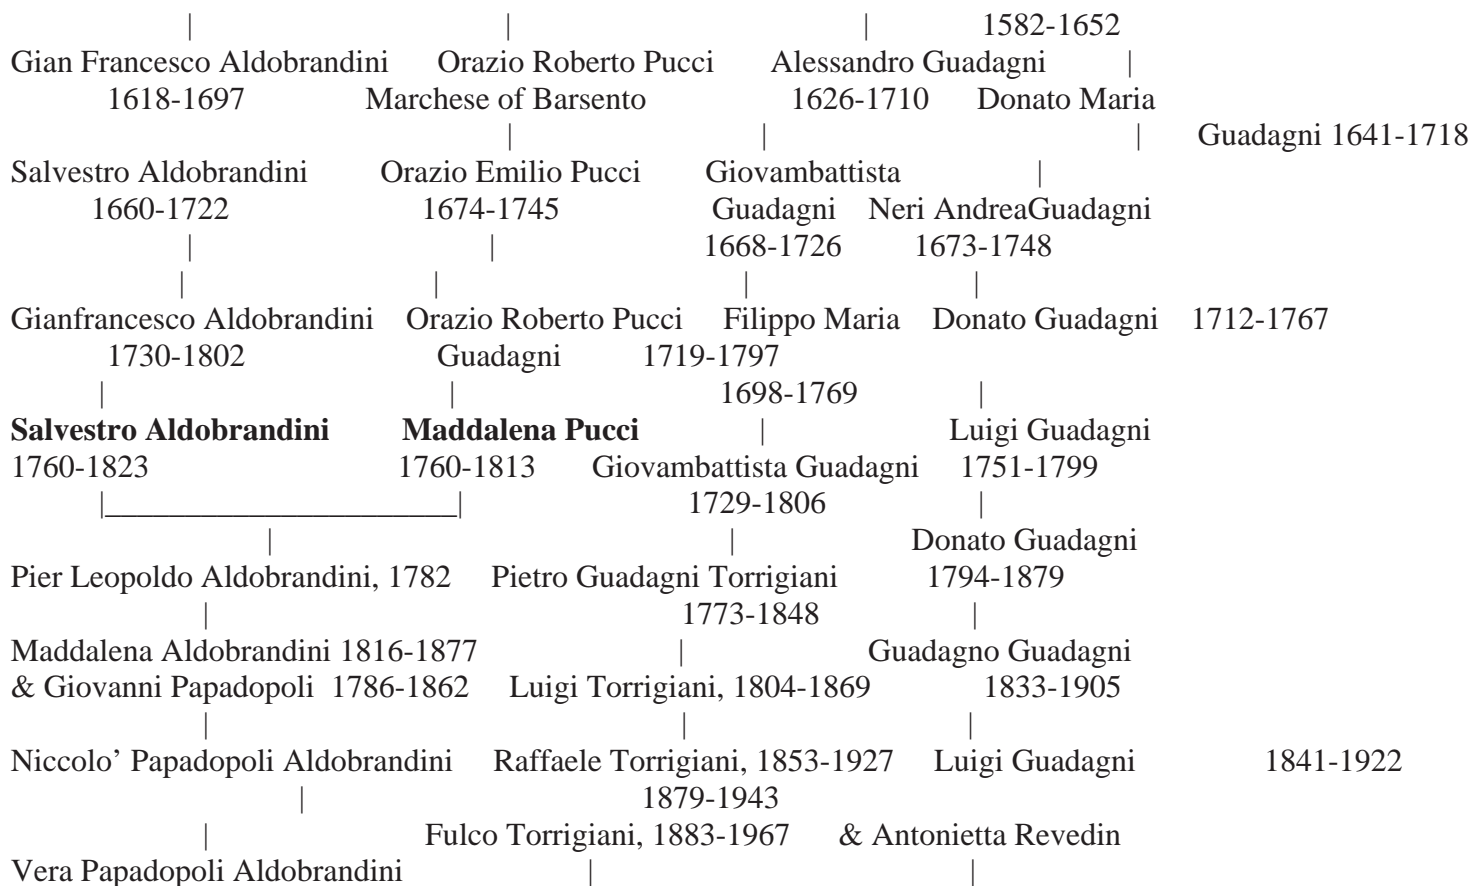 1582-1652
Gian Francesco Aldobrandini Orazio Roberto Pucci Alessandro Guadagni
1618-1697 Marchese of Barsento 1626-1710 Donato Maria
Guadagni 1641-1718
Salvestro Aldobrandini Orazio Emilio Pucci Giovambattista
1660-1722 1674-1745 Guadagni Neri AndreaGuadagni
1668-1726 1673-1748
Gianfrancesco Aldobrandini Orazio Roberto Pucci Filippo Maria Donato Guadagni 1712-1767
1730-1802 Guadagni 1719-1797
1698-1769
Salvestro Aldobrandini Maddalena Pucci Luigi Guadagni
1760-1823 1760-1813 Giovambattista Guadagni 1751-1799
1729-1806
Donato Guadagni
Pier Leopoldo Aldobrandini, 1782 Pietro Guadagni Torrigiani 1794-1879
1773-1848
Maddalena Aldobrandini 1816-1877 Guadagno Guadagni
& Giovanni Papadopoli 1786-1862 Luigi Torrigiani, 1804-1869 1833-1905
Niccolo’ Papadopoli Aldobrandini Raffaele Torrigiani, 1853-1927 Luigi Guadagni 1841-1922
1879-1943
Fulco Torrigiani, 1883-1967 & Antonietta Revedin
Vera Papadopoli Aldobrandini